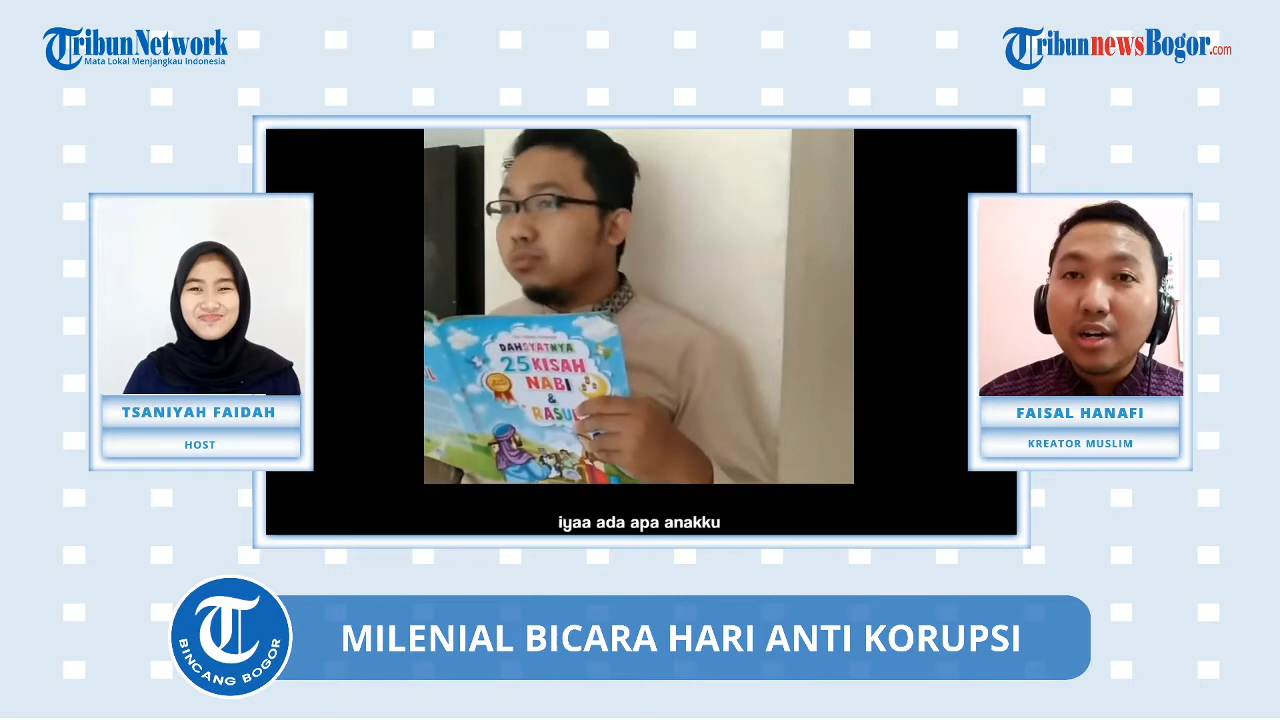 TribunNetwork
Mata Lokal Menjangkau Indonesia
TribunnewsBogor.com
DAHSYATNYA
25 KISAH
NABI
&
RASUL
TSANIYAH FAIDAH
HOST
FAISAL HANAFI
KREATOR MUSLIM
iyaa ada apa anakku
T
BINCANG BOGOR
MILENIAL BICARA HARI ANTI KORUPSI